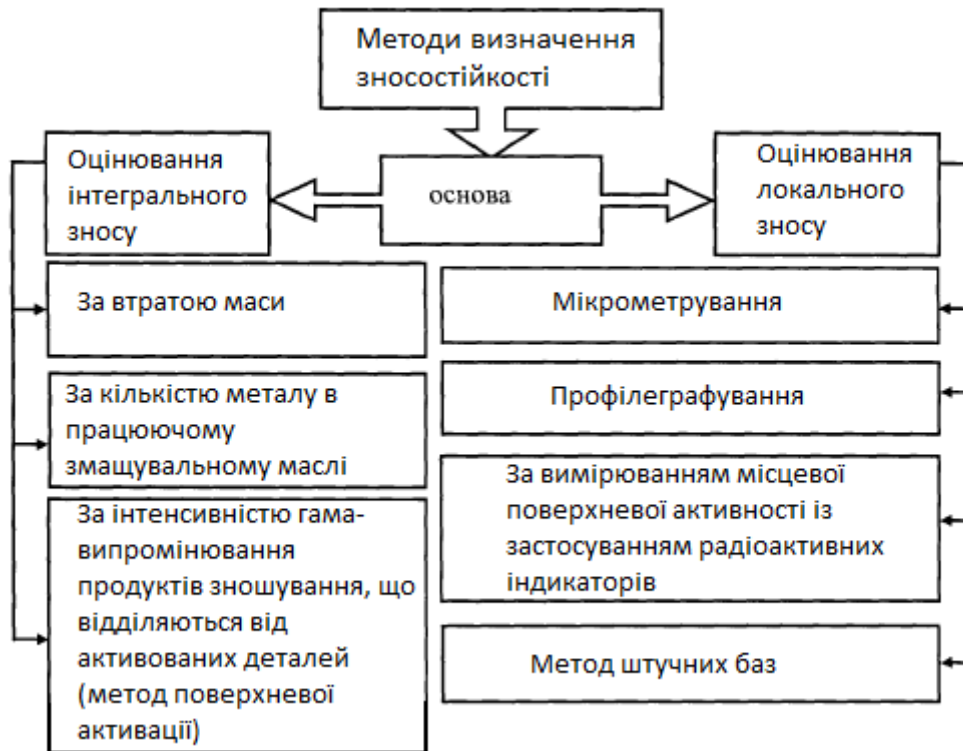 Методи визначення
зносостійкості
Оцінювання
інтегрального
зносу
основа
Оцінювання
локального
зносу
За втратою маси
За кількістю металу в
працюючому
змащувальному маслі
За інтенсивністю гама-
випромінювання
продуктів зношування, що
відділяються від
активованих деталей
(метод поверхневої
активації)
Мікрометрування
Профілеграфування
За вимірюванням місцевої
поверхневої активності із
застосуванням радіоактивних
індикаторів
Метод штучних баз